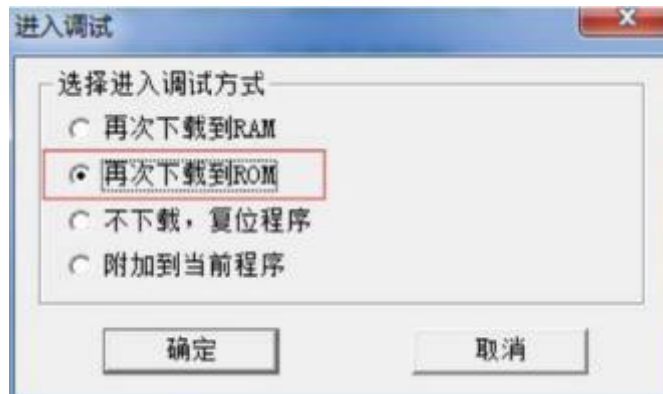 进入调试
选择进入调试方式
再次下载到RAM
再次下载到ROM
不下载，复位程序
附加到当前程序
确定
取消